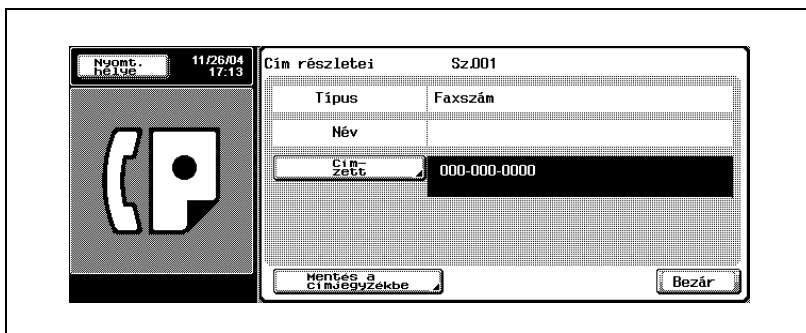 Nyomt.
hélye
11/26/04
17:13
Cím részletei Sz.001
Típus Faxszám
Név
Cím-
zett
000-000-0000
Mentés a
címjegyzékbe
Bezár